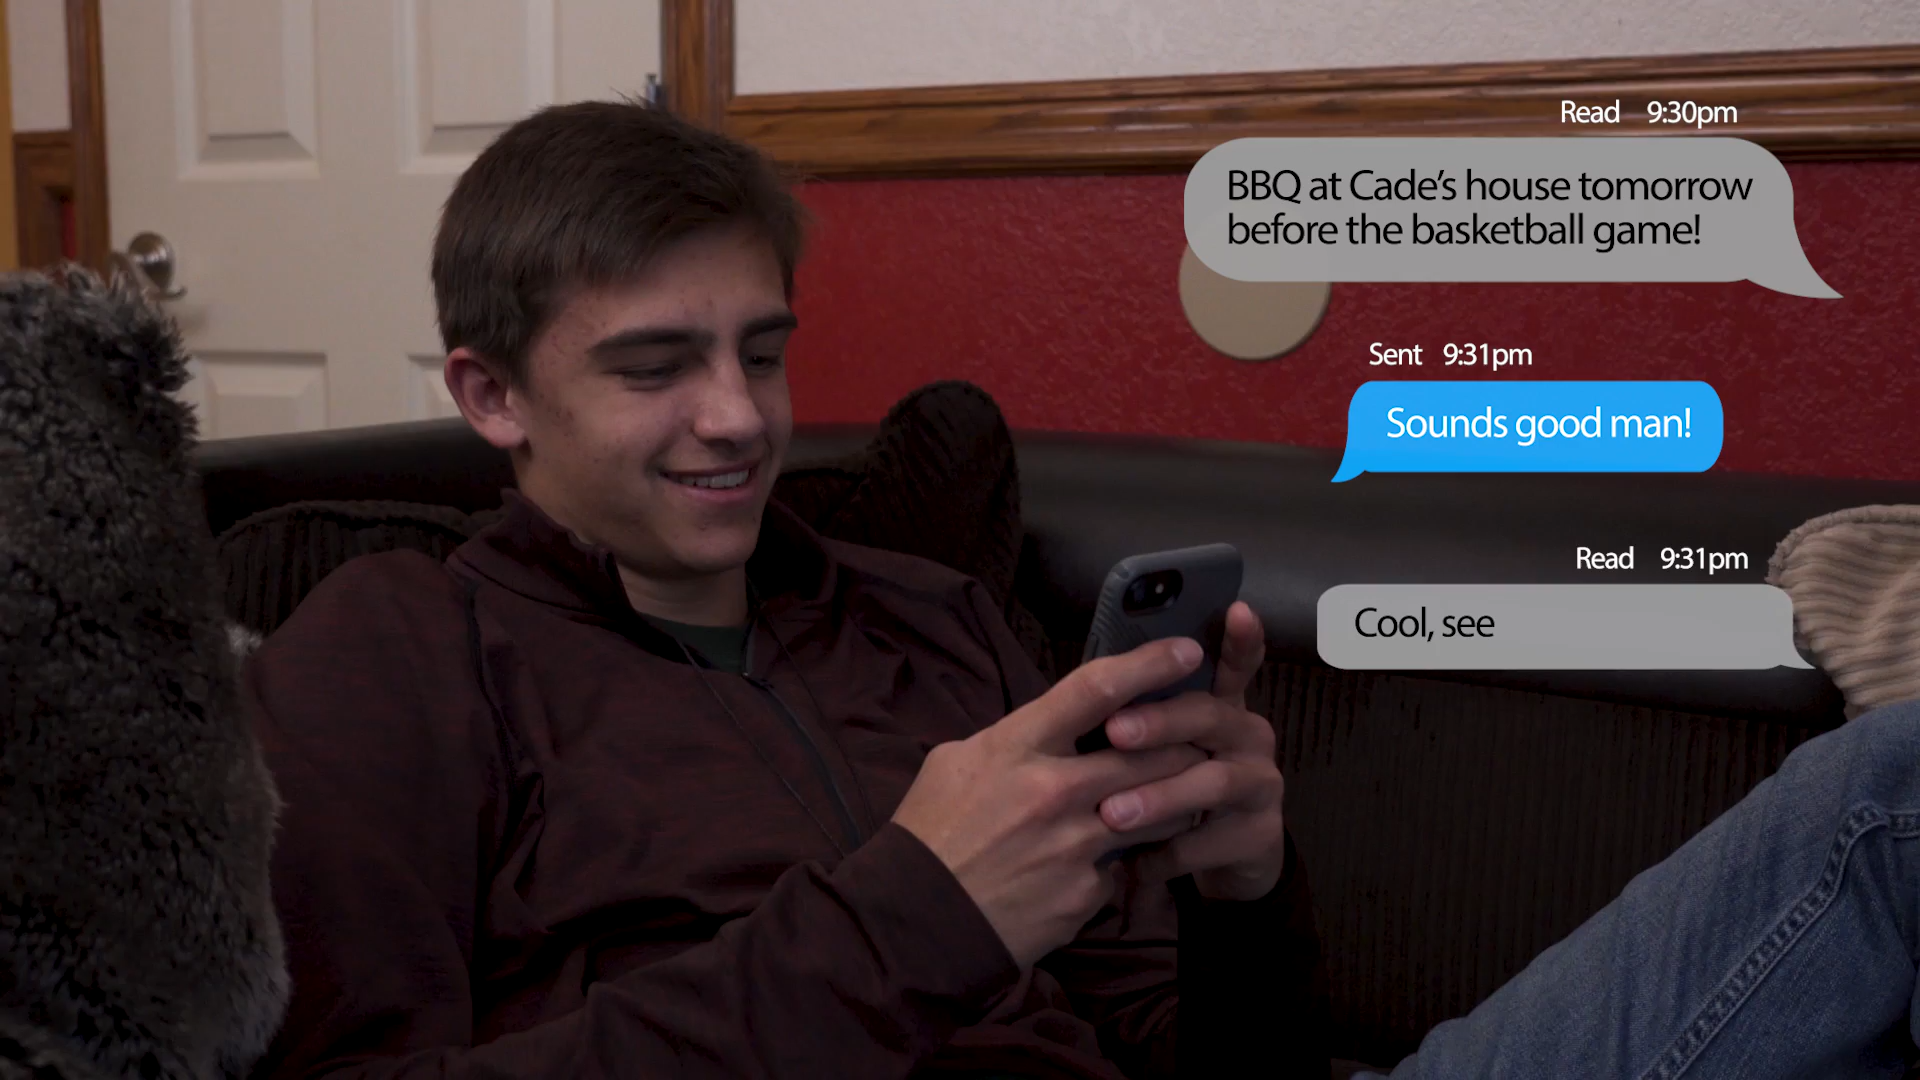 Read 9:30pm
BBQ at Cade's house tomorrow
before the basketball game!
Sent 9:31pm
Sounds good man!
Read 9:31pm
Cool, see